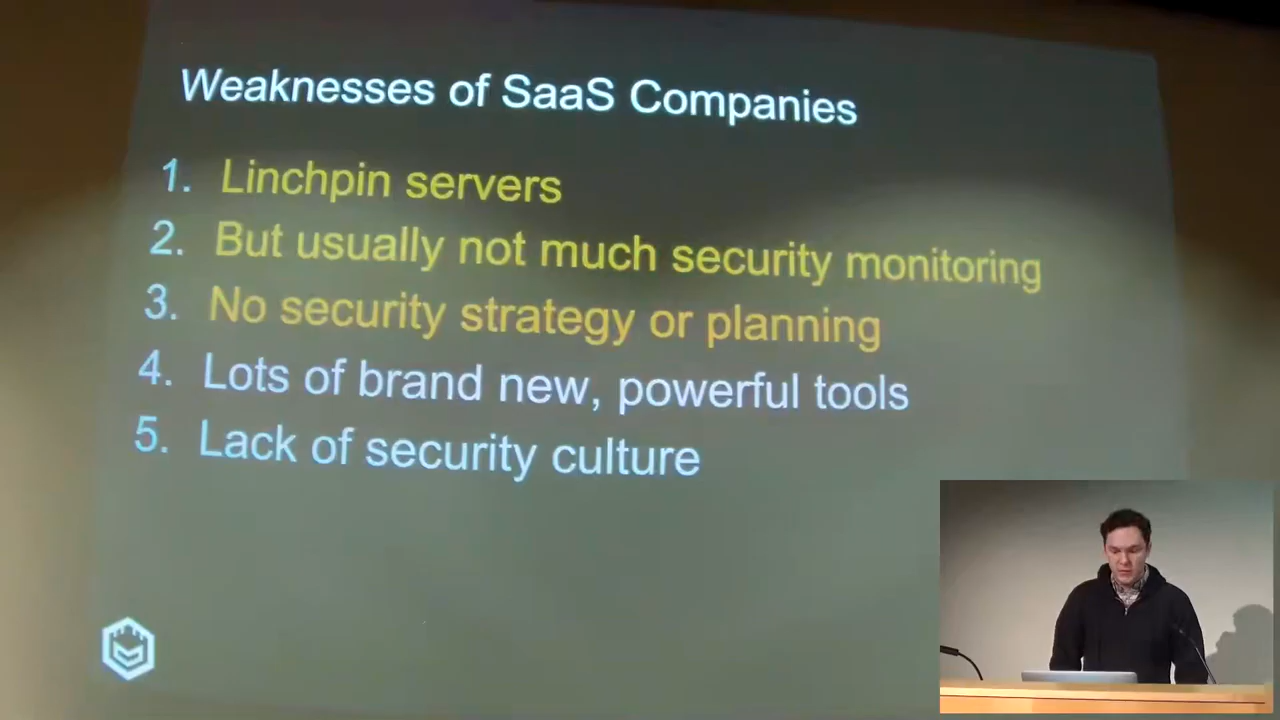 Weaknesses of SaaS Companies
1. Linchpin servers
2. But usually not much security monitoring
3. No security strategy or planning
4. Lots of brand new, powerful tools
5. Lack of security culture